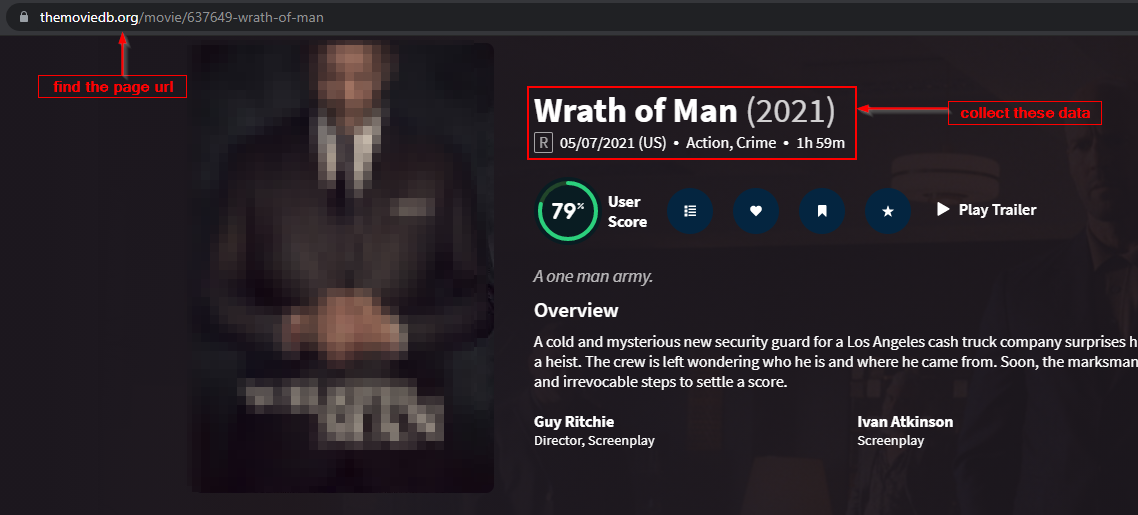 themoviedb.org/movie/637649-wrath-of-man
find the page url
Wrath of Man (2021)
collect these data
R 05/07/2021 (US) • Action, Crime • 1h 59m
79%
User
Score
Play Trailer
A one man army.
Overview
A cold and mysterious new security guard for a Los Angeles cash truck company surprises h
a heist. The crew is left wondering who he is and where he came from. Soon, the marksman
and irrevocable steps to settle a score.
Guy Ritchie
Director, Screenplay
Ivan Atkinson
Screenplay